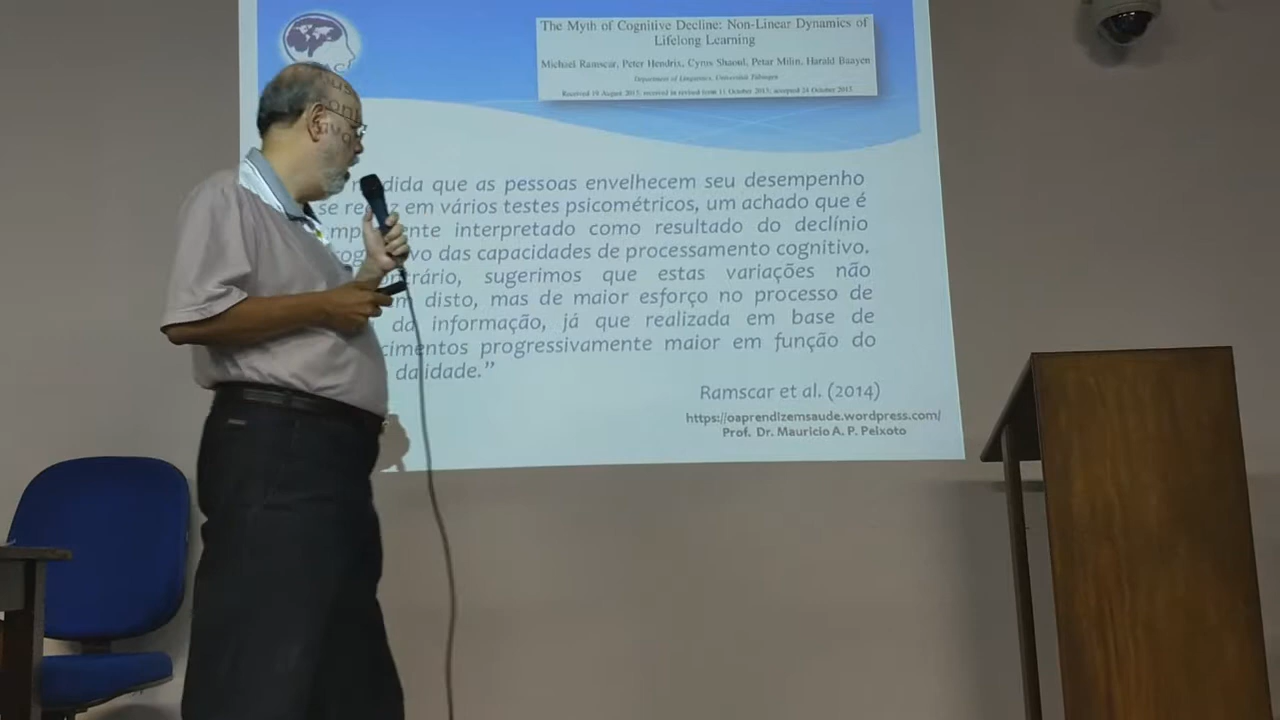 The Myth of Cognitive Decline: Non-Linear Dynamics of
Lifelong Learning
Michael Ramscar, Peter Hendrix, Cyrus Shaoul, Petar Milin, Harald Baayen
Department of Linguistics, Universität Tübingen
Received 19 August 2013; received in revised form 11 October 2013; accepted 24 October 2013
dida que as pessoas envelhecem seu desempenho
se em vários testes psicométricos, um achado que é
ente interpretado como resultado do declínio
vo das capacidades de processamento cognitivo.
ontrário, sugerimos que estas variações não
m disto, mas de maior esforço no processo de
da informação, já que realizada em base de
cimentos progressivamente maior em função do
da idade.”
Ramscar et al. (2014)
https://oaprendizemsaude.wordpress.com/
Prof. Dr. Mauricio A. P. Peixoto